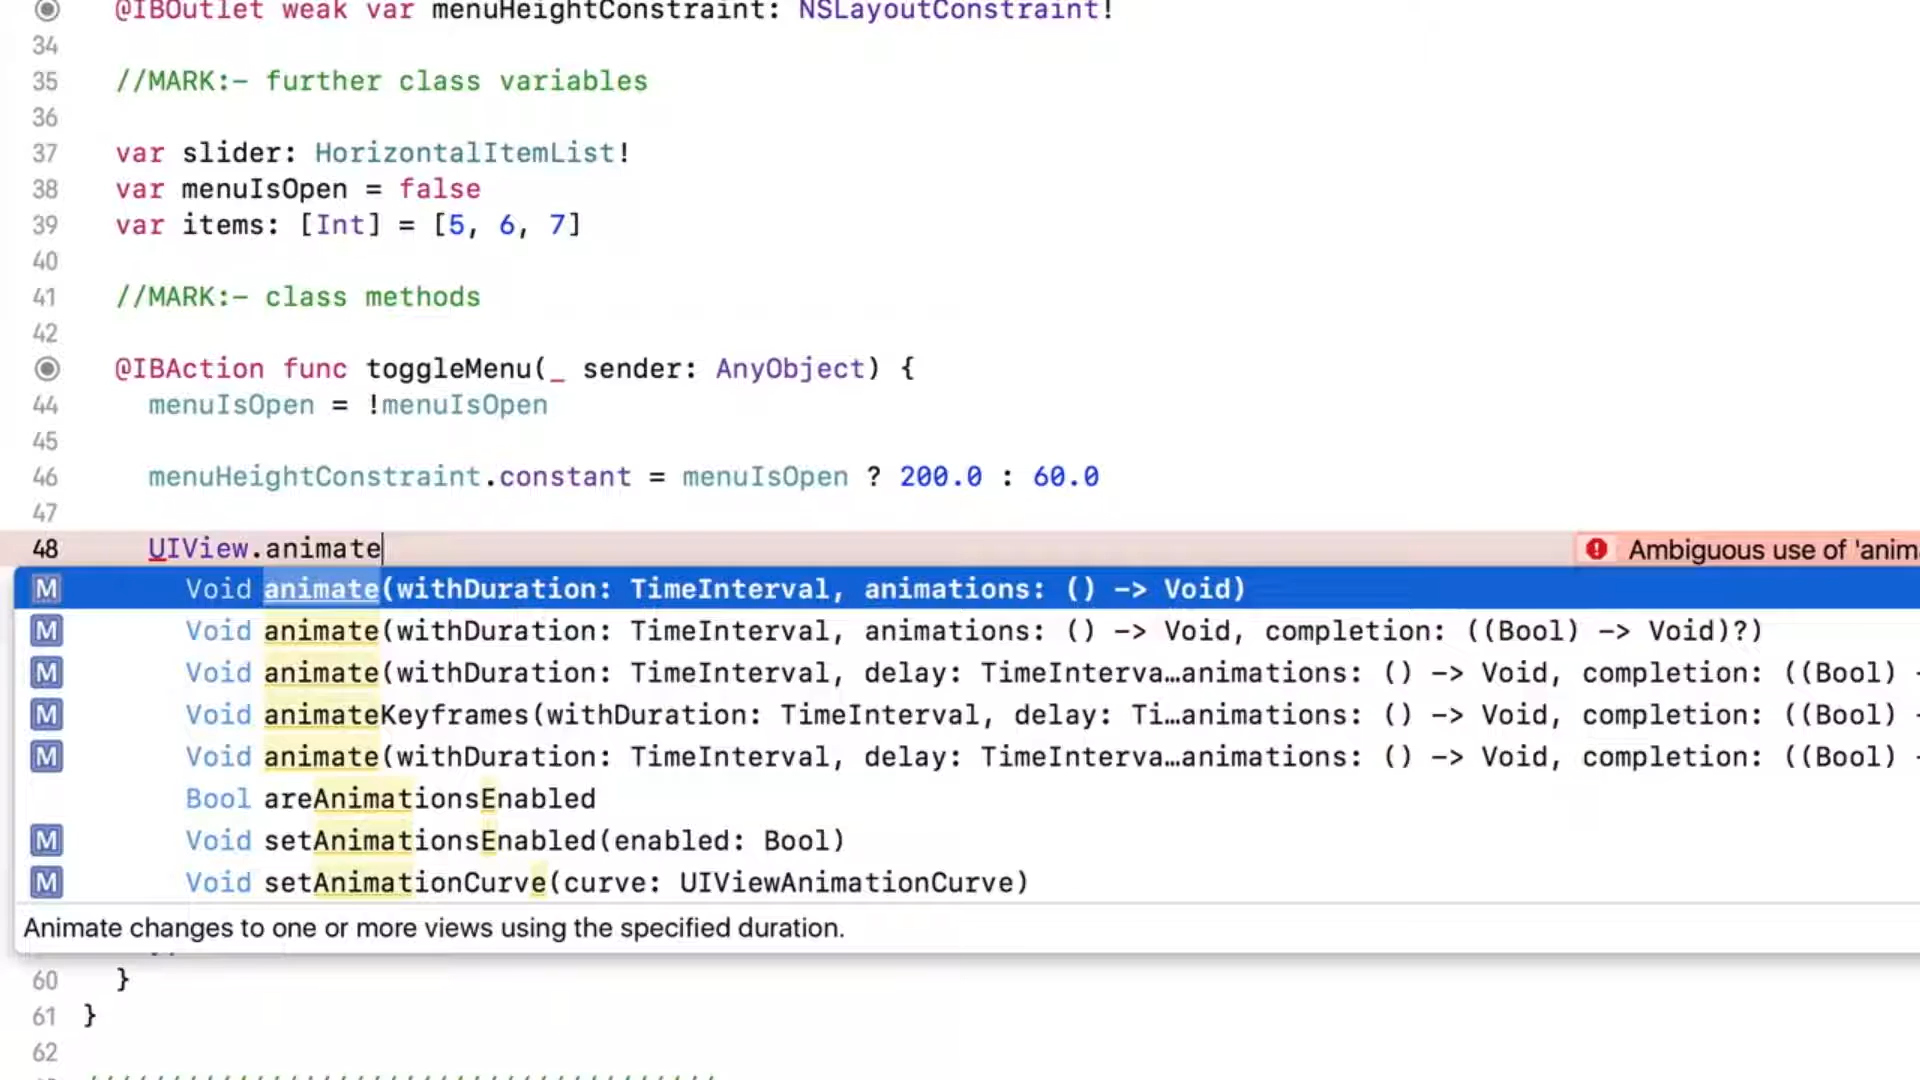 @IBOutlet weak var menuHeightConstraint: NSLayoutConstraint!
34
35 //MARK:- further class variables
36
37 var slider: HorizontalItemList!
38 var menuIsOpen = false
39 var items: [Int] = [5, 6, 7]
40
41 //MARK:- class methods
42
@IBAction func toggleMenu(_ sender: AnyObject) {
44 menuIsOpen = !menuIsOpen
45
46 menuHeightConstraint.constant = menuIsOpen ? 200.0 : 60.0
47
48 UIView.animate Ambiguous use of 'anim
M Void animate(withDuration: TimeInterval, animations: () -> Void)
M Void animate(withDuration: TimeInterval, animations: () -> Void, completion: ((Bool) -> Void)?)
M Void animate(withDuration: TimeInterval, delay: TimeInterva…animations: () -> Void, completion: ((Bool) -
M Void animateKeyframes(withDuration: TimeInterval, delay: Ti…animations: () -> Void, completion: ((Bool) -
M Void animate(withDuration: TimeInterval, delay: TimeInterva…animations: () -> Void, completion: ((Bool) -
Bool areAnimationsEnabled
M Void setAnimationsEnabled(enabled: Bool)
M Void setAnimationCurve(curve: UIViewAnimationCurve)
Animate changes to one or more views using the specified duration.
60 }
61 }
62